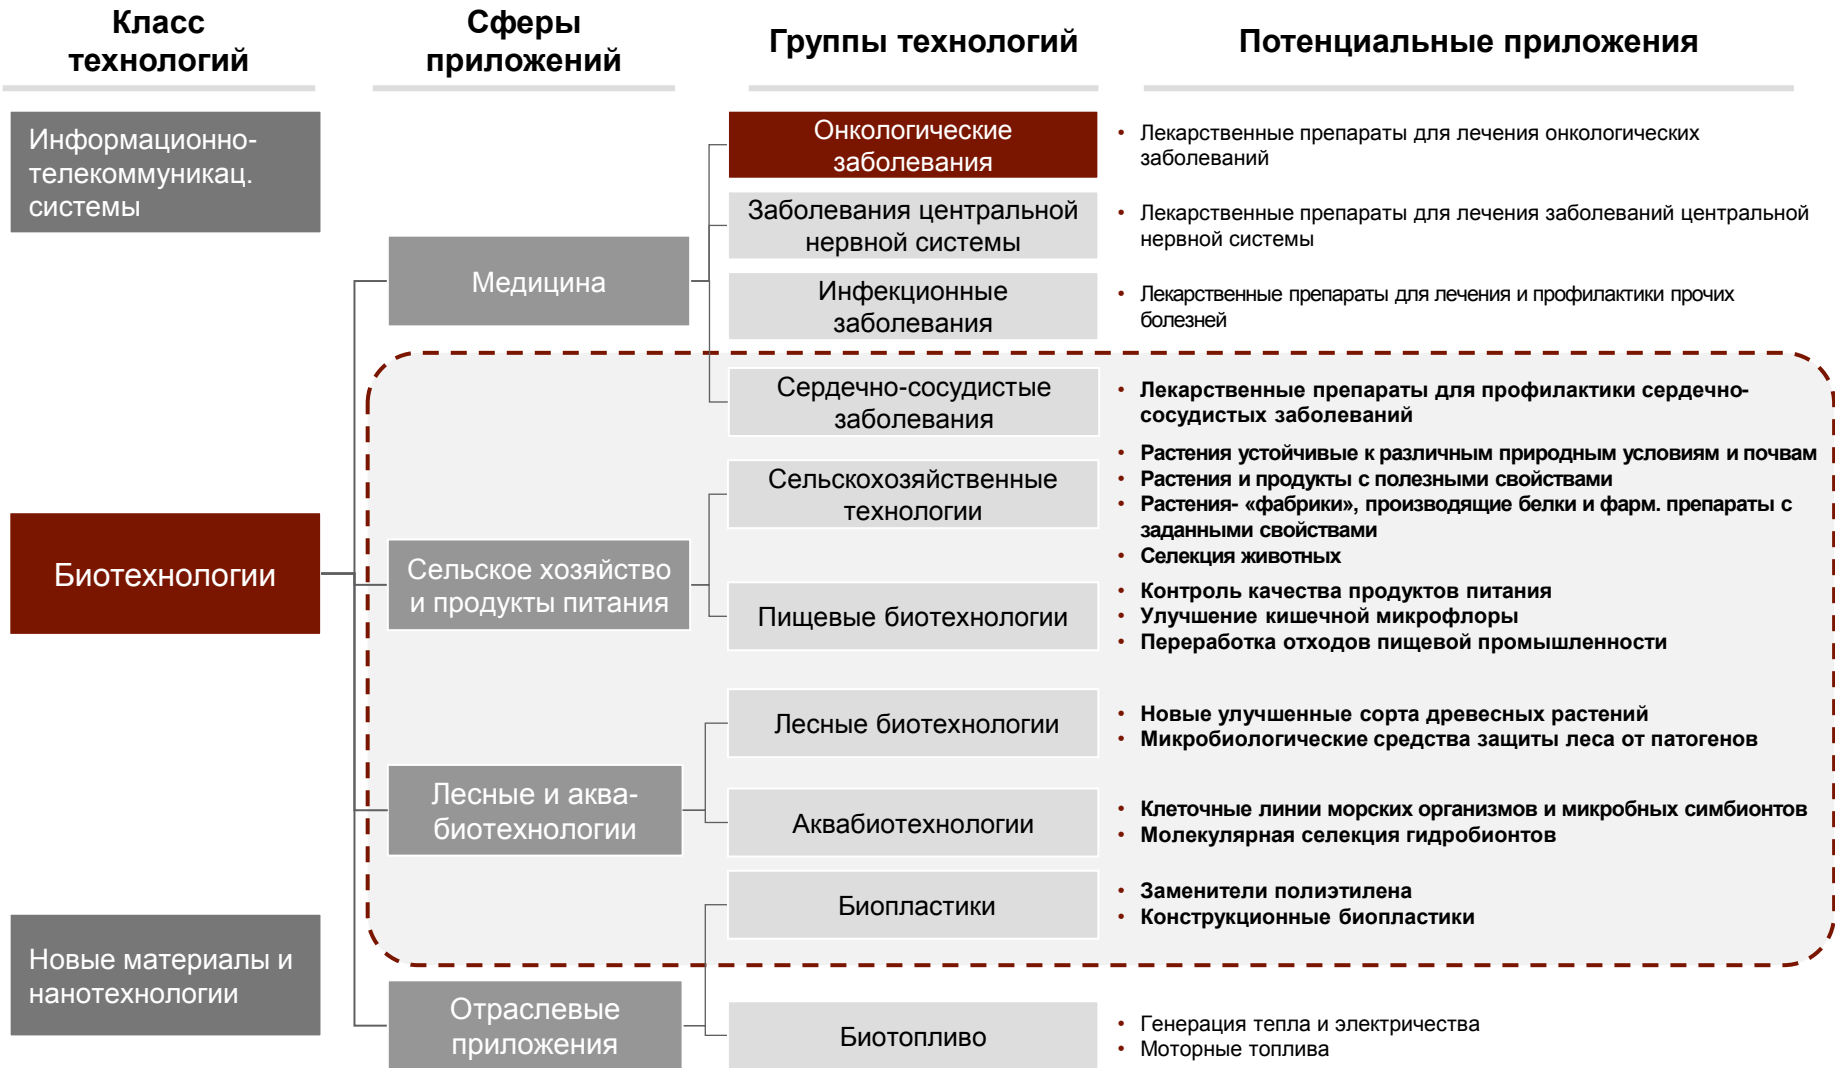 Класс
технологий
Сферы
приложений
Группы технологий
Потенциальные приложения
Информационно-
телекоммуникац.
системы
Биотехнологии
Новые материалы и
нанотехнологии
Медицина
Сельское хозяйство
и продукты питания
Лесные и аква-
биотехнологии
Отраслевые
приложения
Онкологические
заболевания
• Лекарственные препараты для лечения онкологических
заболеваний
Заболевания центральной
нервной системы
• Лекарственные препараты для лечения заболеваний центральной
нервной системы
Инфекционные
заболевания
• Лекарственные препараты для лечения и профилактики прочих
болезней
Сердечно-сосудистые
заболевания
• Лекарственные препараты для профилактики сердечно-
сосудистых заболеваний
Сельскохозяйственные
технологии
• Растения устойчивые к различным природным условиям и почвам
• Растения и продукты с полезными свойствами
• Растения- «фабрики», производящие белки и фарм. препараты с
заданными свойствами
• Селекция животных
Пищевые биотехнологии
• Контроль качества продуктов питания
• Улучшение кишечной микрофлоры
• Переработка отходов пищевой промышленности
Лесные биотехнологии
• Новые улучшенные сорта древесных растений
• Микробиологические средства защиты леса от патогенов
Аквабиотехнологии
• Клеточные линии морских организмов и микробных симбионтов
• Молекулярная селекция гидробионтов
Биопластики
• Заменители полиэтилена
• Конструкционные биопластики
Биотопливо
• Генерация тепла и электричества
• Моторные топлива